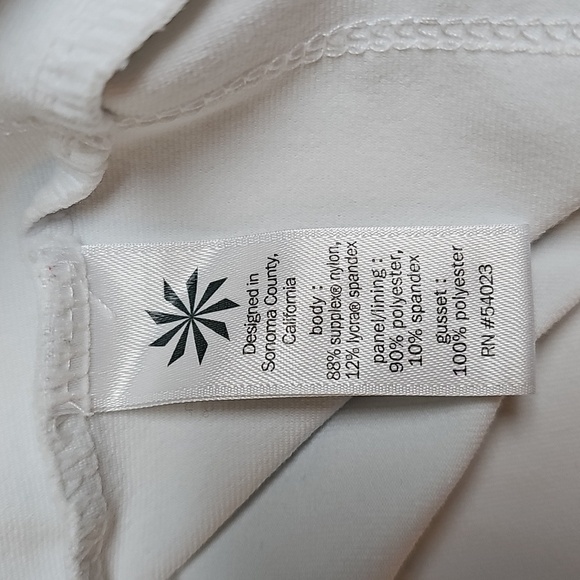 Designed in
Sonoma County,
California
body :
88% supplex® nylon,
12% lycra® spandex
panel/lining :
90% polyester,
10% spandex
gusset :
100% polyester
RN #54023